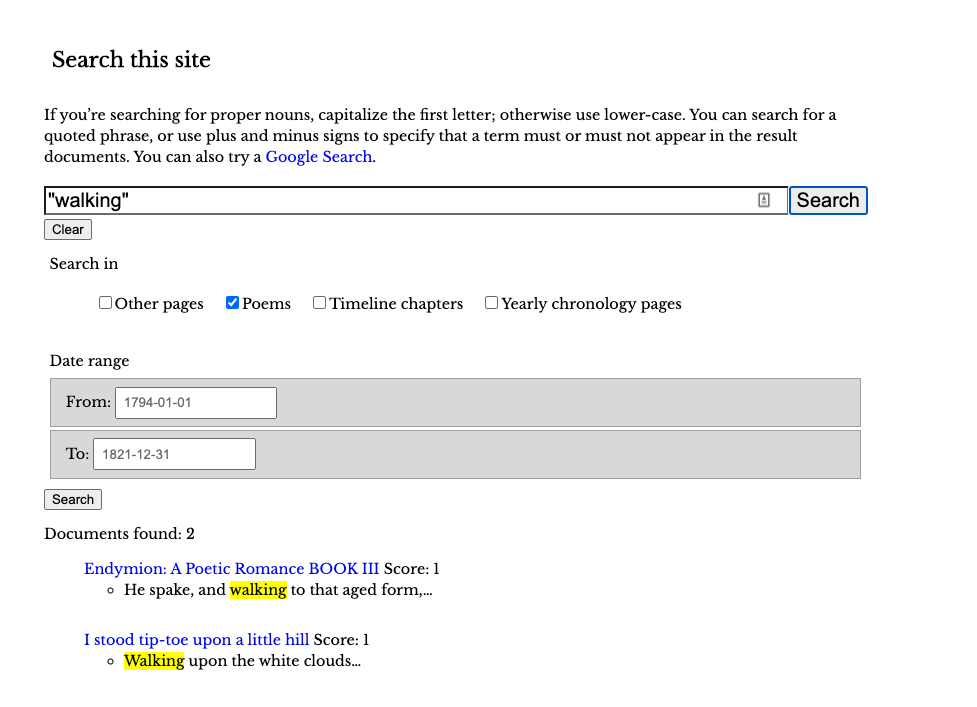 Search this site
If you’re searching for proper nouns, capitalize the first letter; otherwise use lower-case. You can search for a
quoted phrase, or use plus and minus signs to specify that a term must or must not appear in the result
documents. You can also try a Google Search.
"walking" Search
Clear
Search in
Other pages Poems Timeline chapters Yearly chronology pages
Date range
From: 1794-01-01
To: 1821-12-31
Search
Documents found: 2
Endymion: A Poetic Romance BOOK III Score: 1
He spake, and walking to that aged form,...
I stood tip-toe upon a little hill Score: 1
Walking upon the white clouds...